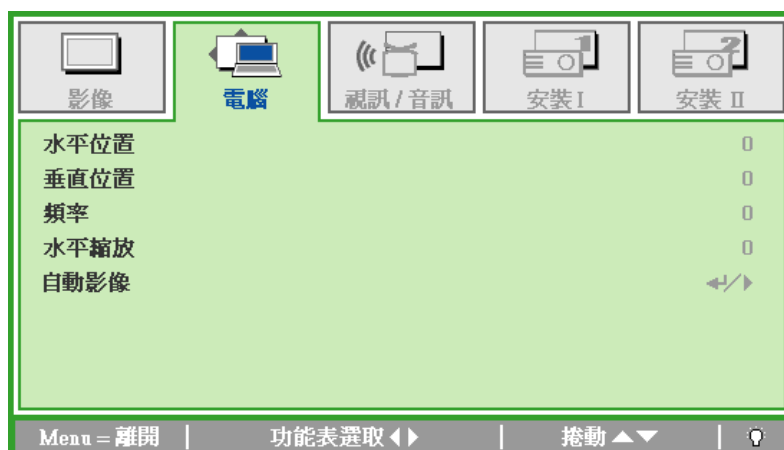 影像 電腦 視訊 / 音訊 安裝 I 安裝 II
水平位置 0
垂直位置 0
頻率 0
水平縮放 0
自動影像
Menu = 離開 功能表選取 捲動